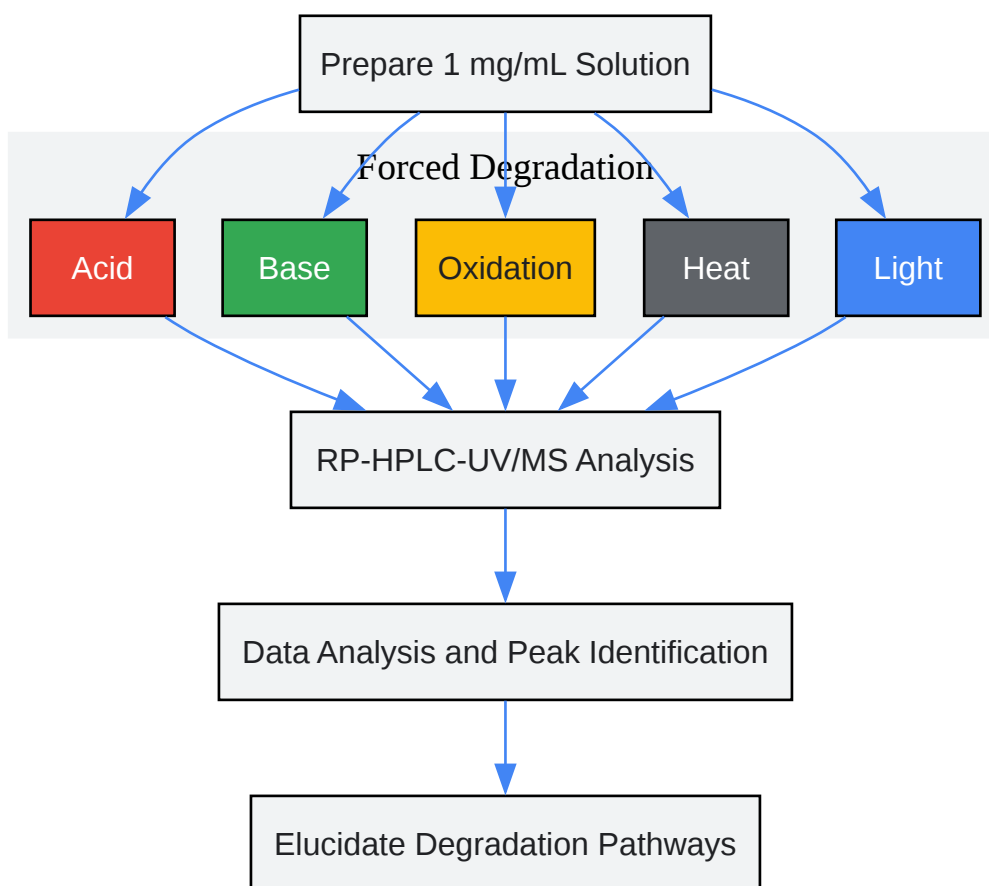 Prepare 1 mg/mL Solution
Forced Degradation
Acid
Base
Oxidation
Heat
Light
RP-HPLC-UV/MS Analysis
Data Analysis and Peak Identification
Elucidate Degradation Pathways